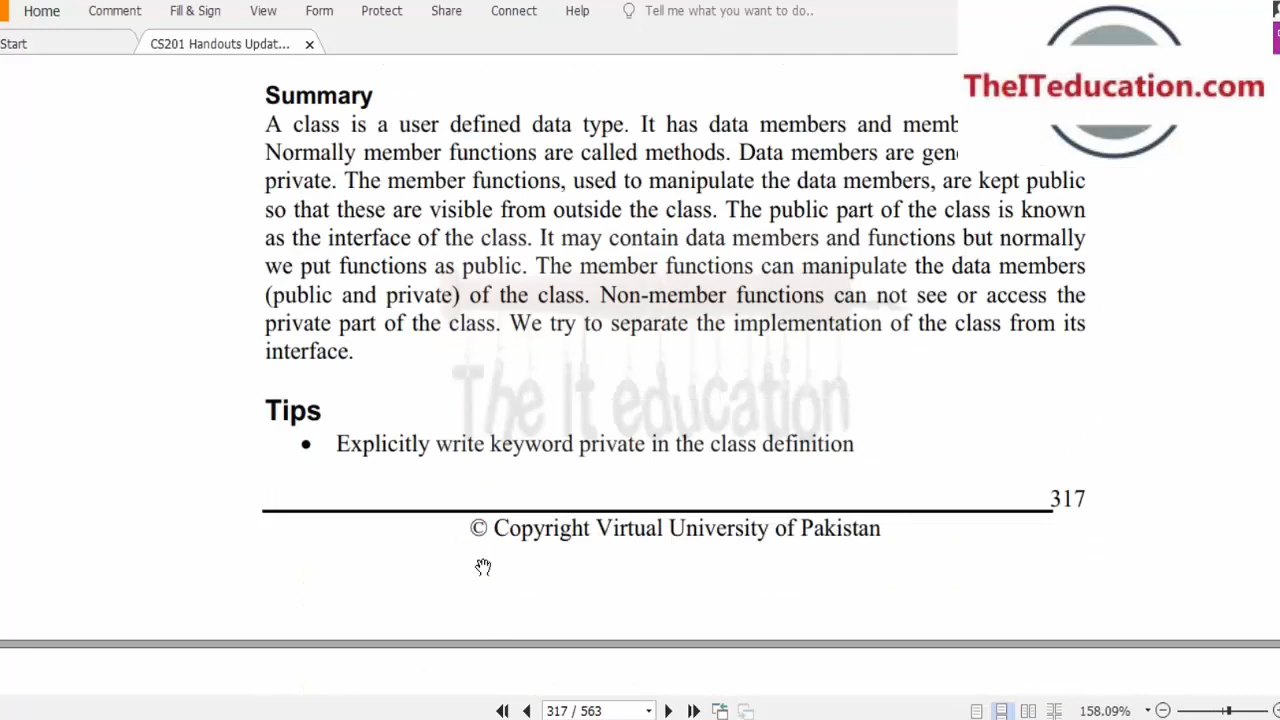 Home Comment Fill & Sign View Form Protect Share Connect Help Tell me what you want to do..
Start CS201 Handouts Updat...
TheITeducation.com
Summary
A class is a user defined data type. It has data members and
Normally member functions are called methods. Data members are
private. The member functions, used to manipulate the data members, are kept public
so that these are visible from outside the class. The public part of the class is known
as the interface of the class. It may contain data members and functions but normally
we put functions as public. The member functions can manipulate the data members
(public and private) of the class. Non-member functions can not see or access the
private part of the class. We try to separate the implementation of the class from its
interface.
The It education
Tips
• Explicitly write keyword private in the class definition
317
© Copyright Virtual University of Pakistan
317 / 563 158.09%